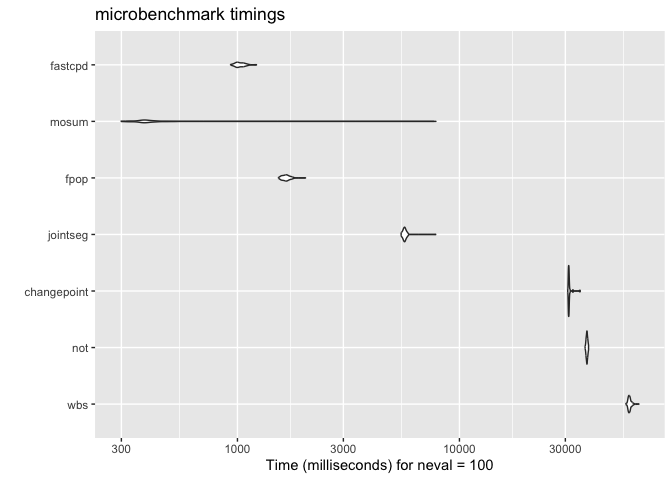 microbenchmark timings
fastcpd
mosum
fpop
jointseg
changepoint
not
wbs
300 1000 3000 10000 30000
Time (milliseconds) for neval = 100